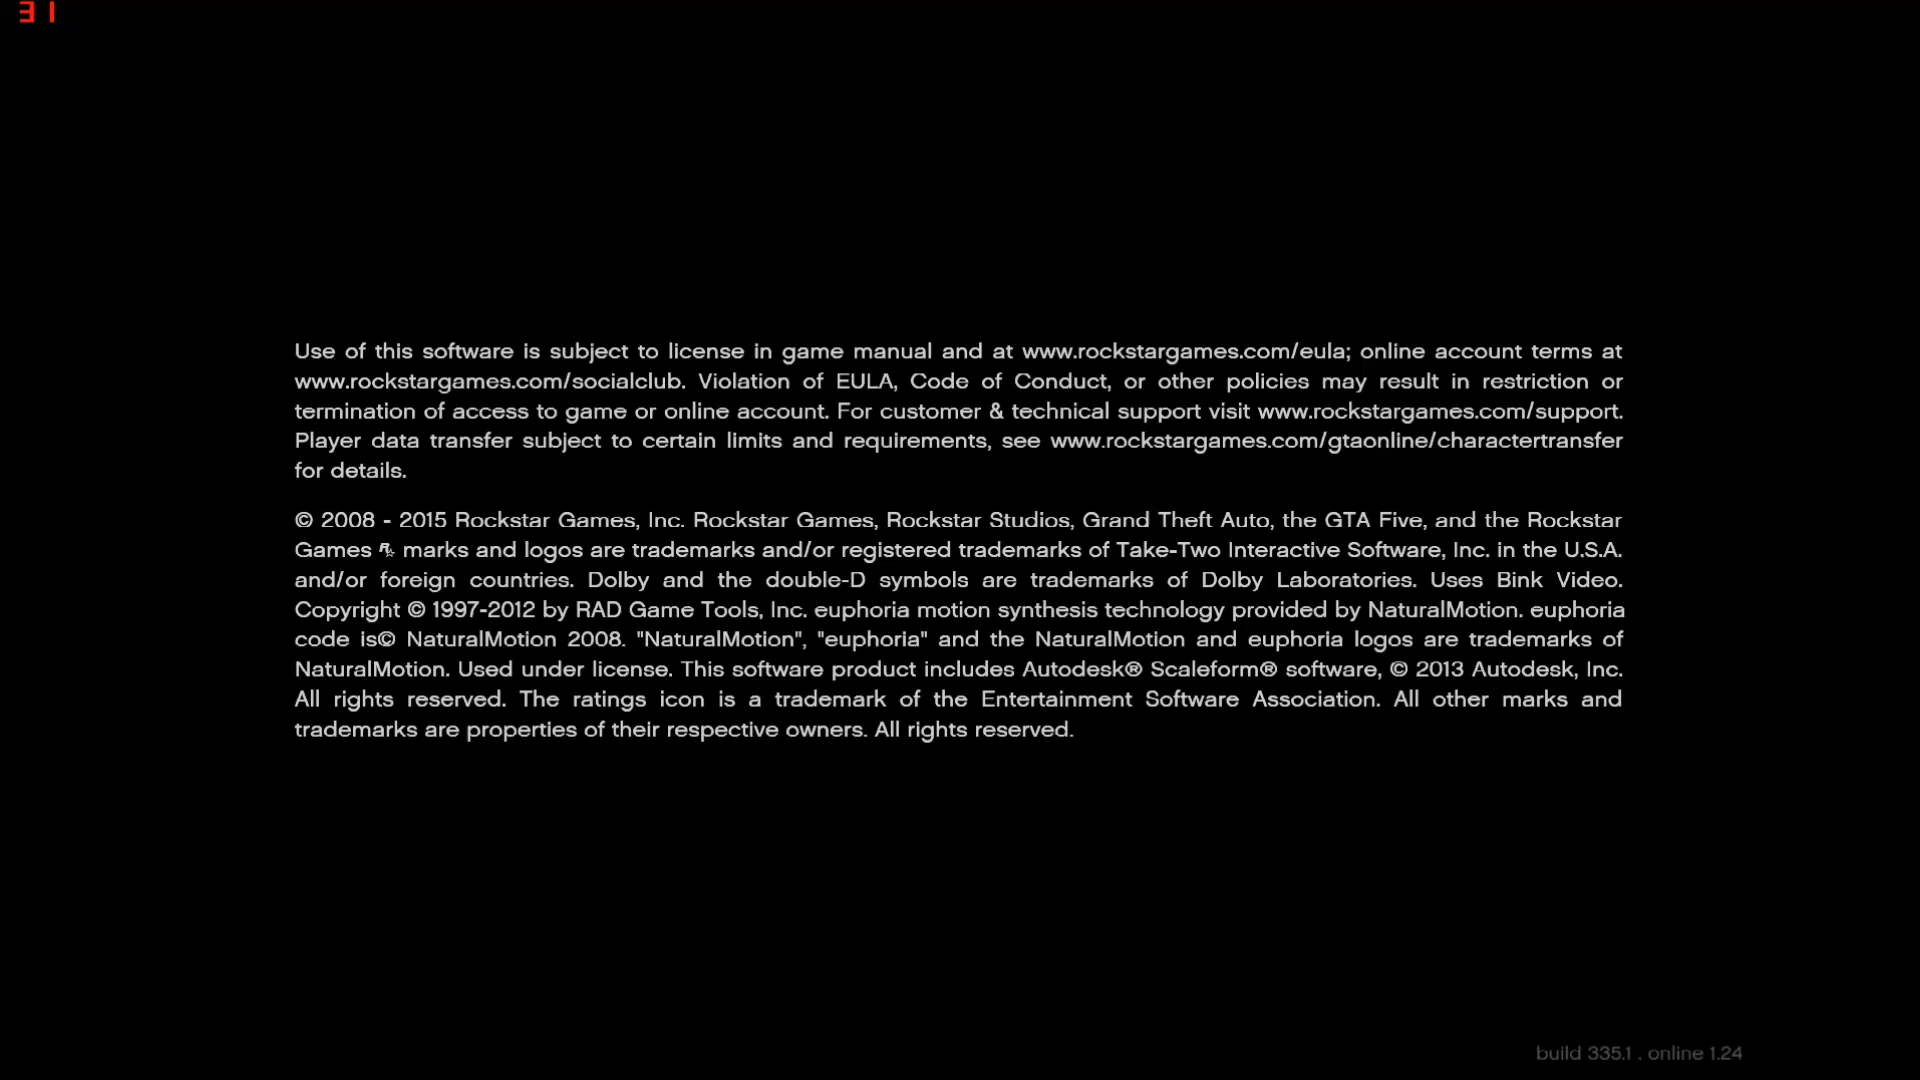 31
Use of this software is subject to license in game manual and at www.rockstargames.com/eula; online account terms at
www.rockstargames.com/socialclub. Violation of EULA, Code of Conduct, or other policies may result in restriction or
termination of access to game or online account. For customer & technical support visit www.rockstargames.com/support.
Player data transfer subject to certain limits and requirements, see www.rockstargames.com/gtaonline/charactertransfer
for details.
© 2008 - 2015 Rockstar Games, Inc. Rockstar Games, Rockstar Studios, Grand Theft Auto, the GTA Five, and the Rockstar
Games R* marks and logos are trademarks and/or registered trademarks of Take-Two Interactive Software, Inc. in the U.S.A.
and/or foreign countries. Dolby and the double-D symbols are trademarks of Dolby Laboratories. Uses Bink Video.
Copyright © 1997-2012 by RAD Game Tools, Inc. euphoria motion synthesis technology provided by NaturalMotion. euphoria
code is© NaturalMotion 2008. "NaturalMotion", "euphoria" and the NaturalMotion and euphoria logos are trademarks of
NaturalMotion. Used under license. This software product includes Autodesk® Scaleform® software, © 2013 Autodesk, Inc.
All rights reserved. The ratings icon is a trademark of the Entertainment Software Association. All other marks and
trademarks are properties of their respective owners. All rights reserved.
build 335.1 . online 1.24